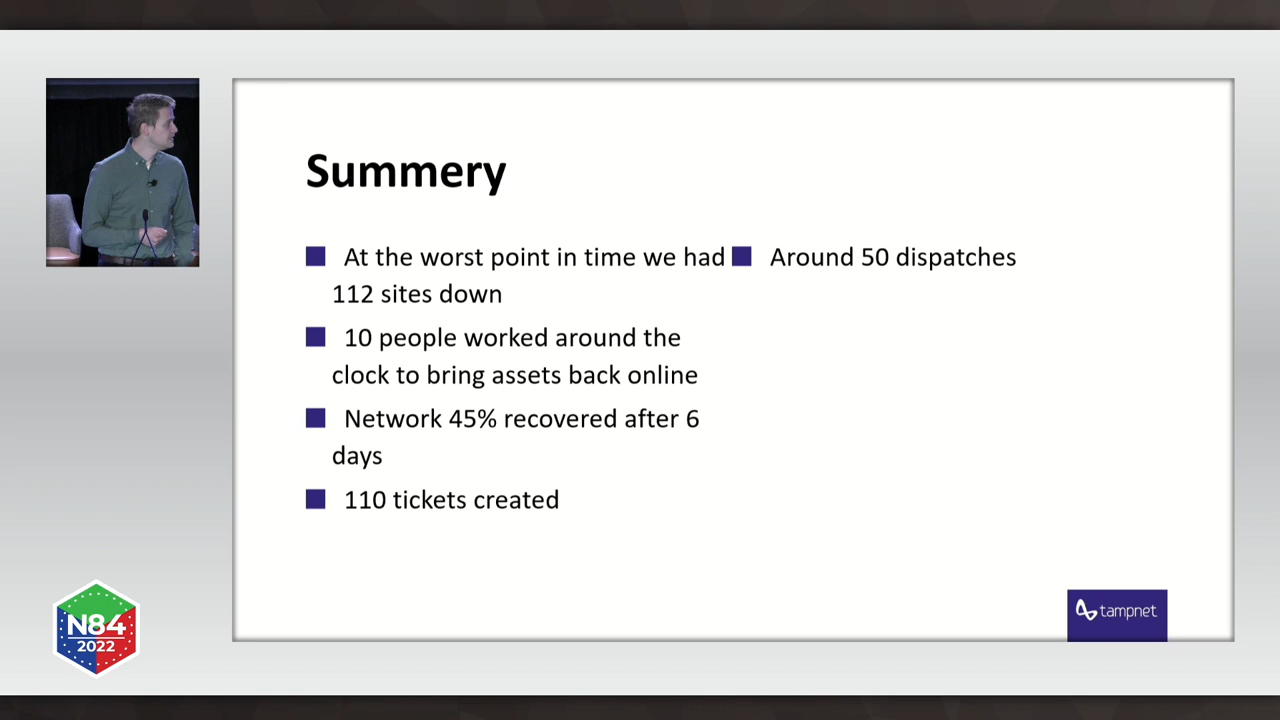 Summery
At the worst point in time we had
112 sites down
10 people worked around the
clock to bring assets back online
Network 45% recovered after 6
days
110 tickets created
Around 50 dispatches
tampnet
N84
2022